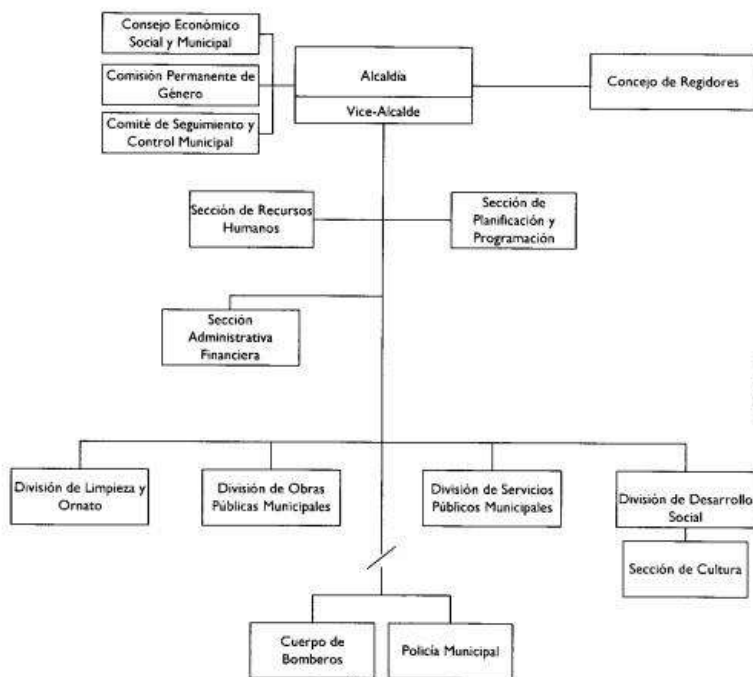 Consejo Económico
Social y Municipal
Comisión Permanente de
Género
Comité de Seguimiento y
Control Municipal
Alcaldía
Vice-Alcalde
Concejo de Regidores
Sección de Recursos
Humanos
Sección de
Planificación y
Programación
Sección
Administrativa
Financiera
División de Limpieza y
Ornato
División de Obras
Públicas Municipales
División de Servicios
Públicos Municipales
División de Desarrollo
Social
Sección de Cultura
Cuerpo de
Bomberos
Policía Municipal